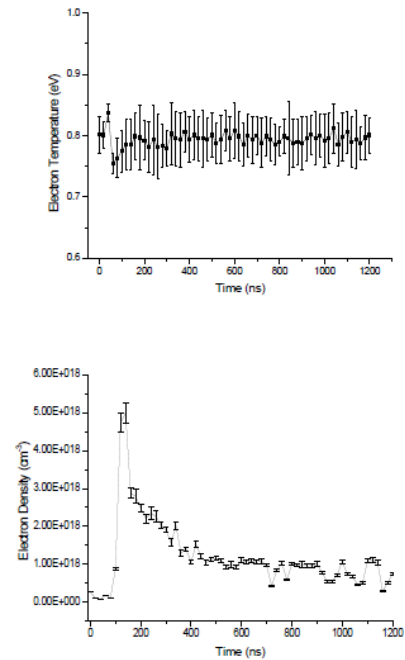 1.0
0.9
0.8
0.7
0.6
Electron Temperature (eV)
0 200 400 600 800 1000 1200
Time (ns)
6.00E+018
5.00E+018
4.00E+018
3.00E+018
2.00E+018
1.00E+018
0.00E+000
Electron Density (cm⁻³)
0 200 400 600 800 1000 1200
Time (ns)